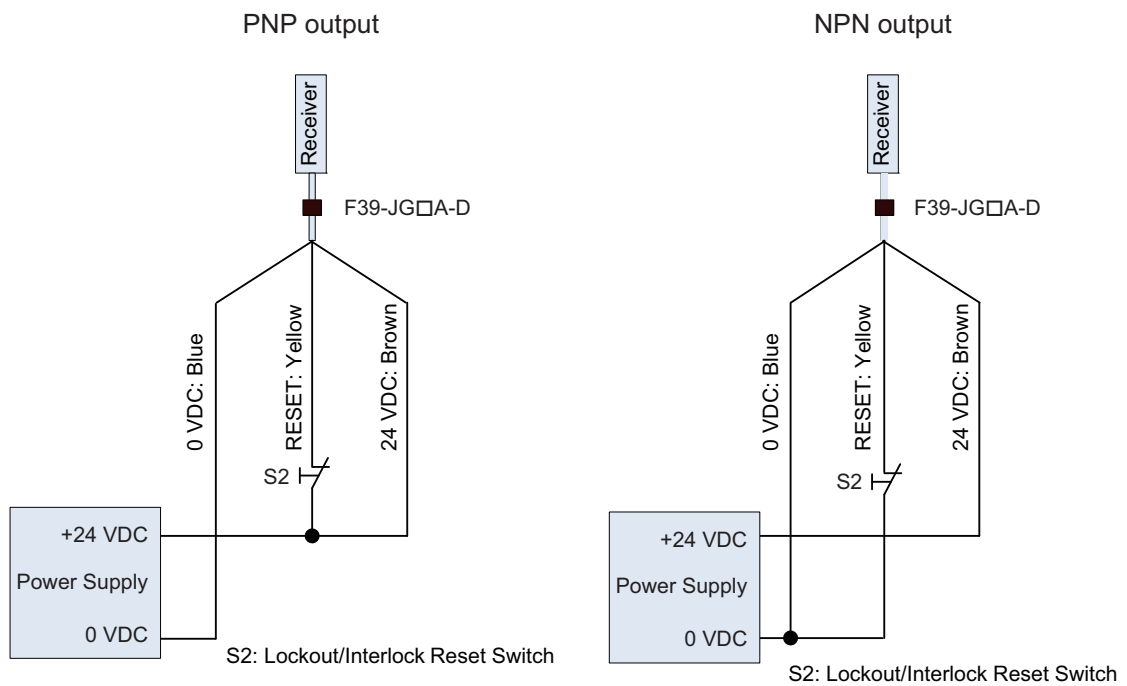 PNP output
Receiver
F39-JG□A-D
0 VDC: Blue
RESET: Yellow
24 VDC: Brown
S2
+24 VDC
Power Supply
0 VDC
S2: Lockout/Interlock Reset Switch
NPN output
Receiver
F39-JG□A-D
0 VDC: Blue
RESET: Yellow
24 VDC: Brown
S2
+24 VDC
Power Supply
0 VDC
S2: Lockout/Interlock Reset Switch